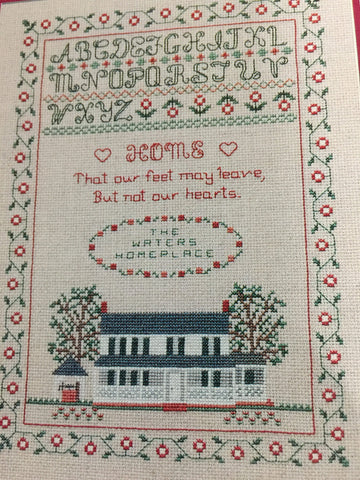 ABCDEFGHIJKL
MNOPQRSTUV
WXYZ
HOME
That our feet may leave,
But not our hearts.
THE
WATERS
HOMEPLACE